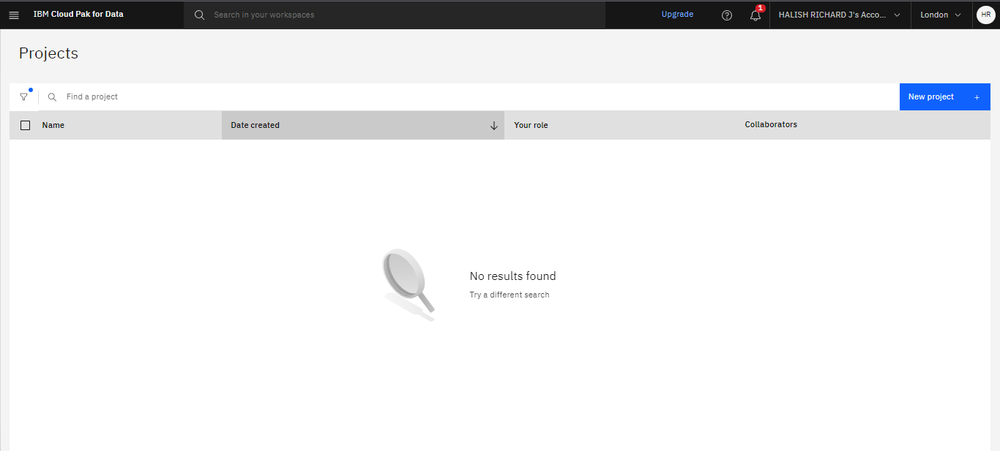 IBM Cloud Pak for Data
Search in your workspaces
Upgrade
1
HALISH RICHARD J's Acco...
London
HR
Projects
Find a project
New project +
Name
Date created
Your role
Collaborators
No results found
Try a different search